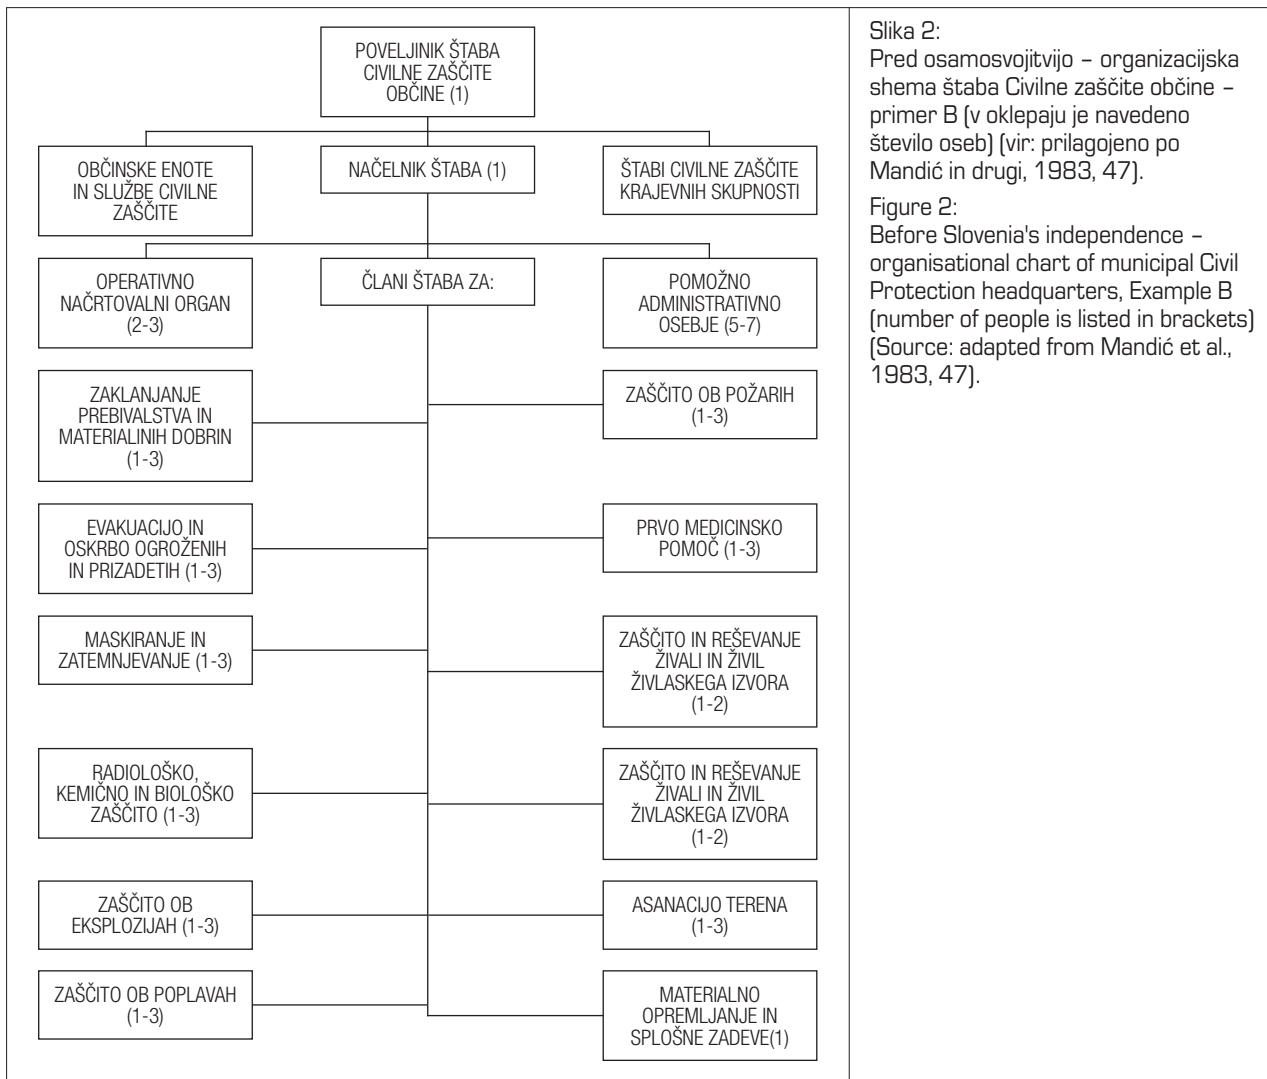 POVELJINIK ŠTABA
CIVILNE ZAŠČITE
OBČINE (1)
OBČINSKE ENOTE
IN SLUŽBE CIVILNE
ZAŠČITE
NAČELNIK ŠTABA (1)
ŠTABI CIVILNE ZAŠČITE
KRAJEVNIH SKUPNOSTI
OPERATIVNO
NAČRTOVALNI ORGAN
(2-3)
ČLANI ŠTABA ZA:
POMOŽNO
ADMINISTRATIVNO
OSEBJE (5-7)
ZAKLANJANJE
PREBIVALSTVA IN
MATERIALINIH DOBRIN
(1-3)
ZAŠČITO OB POŽARIH
(1-3)
EVAKUACIJO IN
OSKRBO OGROŽENIH
IN PRIZADETIH (1-3)
PRVO MEDICINSKO
POMOČ (1-3)
MASKIRANJE IN
ZATEMNJEVANJE (1-3)
ZAŠČITO IN REŠEVANJE
ŽIVALI IN ŽIVIL
ŽIVLASKEGA IZVORA
(1-2)
RADIOLOŠKO,
KEMIČNO IN BIOLOŠKO
ZAŠČITO (1-3)
ZAŠČITO IN REŠEVANJE
ŽIVALI IN ŽIVIL
ŽIVLASKEGA IZVORA
(1-2)
ZAŠČITO OB
EKSPLOZIJAH (1-3)
ASANACIJO TERENA
(1-3)
ZAŠČITO OB POPLAVAH
(1-3)
MATERIALNO
OPREMLJANJE IN
SPLOŠNE ZADEVE(1)
Slika 2:
Pred osamosvojitvijo – organizacijska
shema štaba Civilne zaščite občine –
primer B (v oklepaju je navedeno
število oseb) (vir: prilagojeno po
Mandić in drugi, 1983, 47).
Figure 2:
Before Slovenia's independence –
organisational chart of municipal Civil
Protection headquarters, Example B
(number of people is listed in brackets)
(Source: adapted from Mandić et al.,
1983, 47).